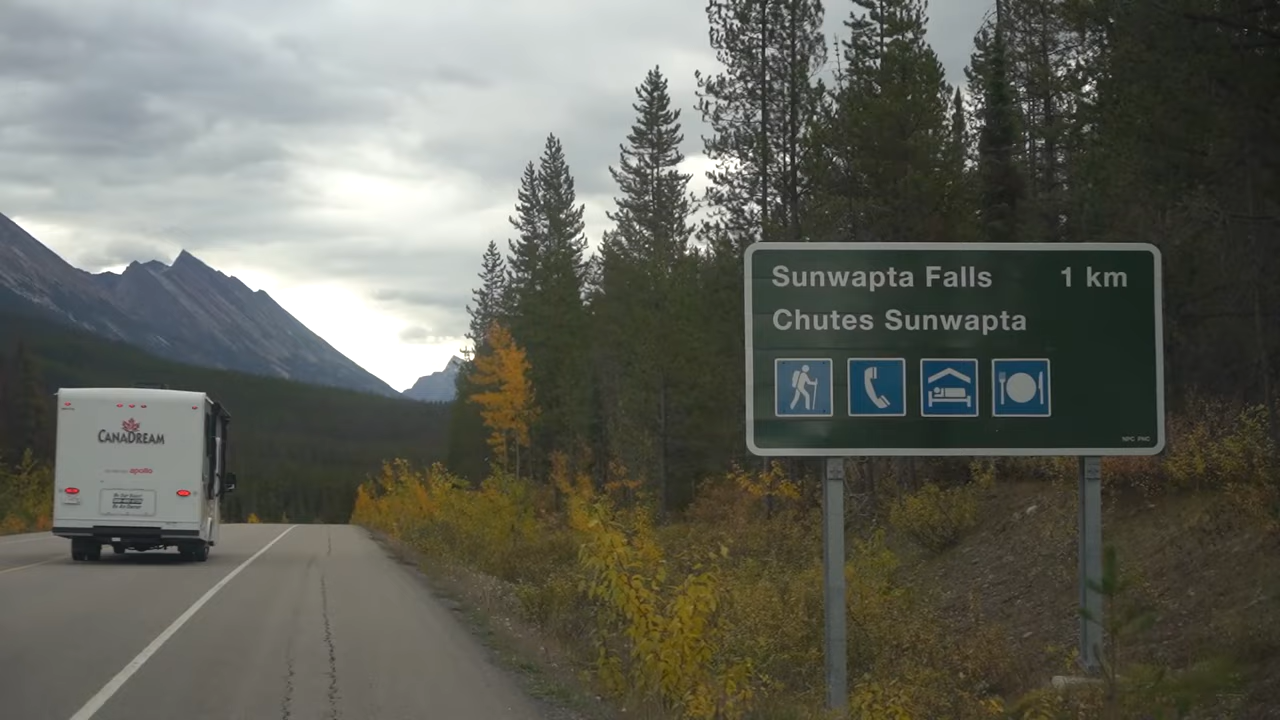 Sunwapta Falls 1 km
Chutes Sunwapta
NPC PNC
CANADREAM
apollo